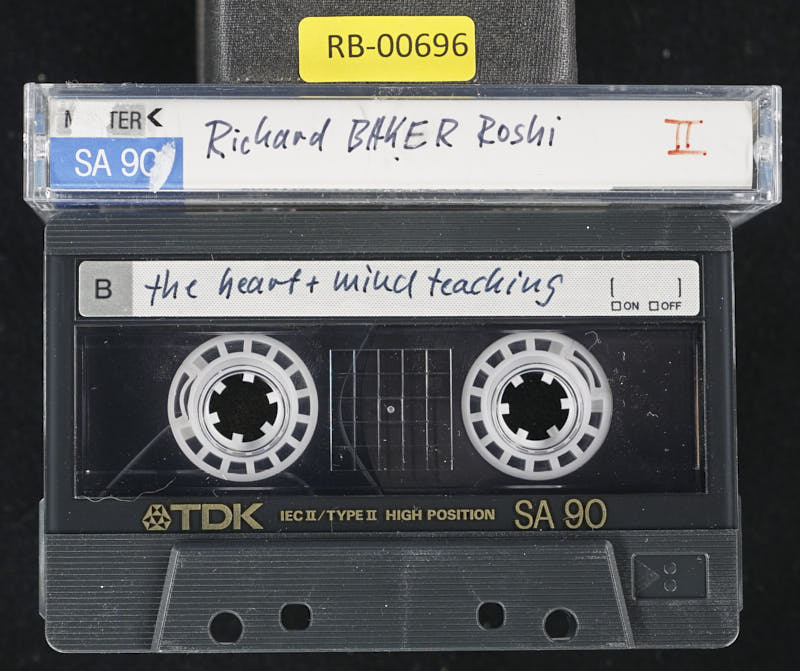 RB-00696
Richard BAKER Roshi II
SA 90
B the heart + mind teaching [ ]
ON OFF
TDK IEC II/TYPE II HIGH POSITION SA 90